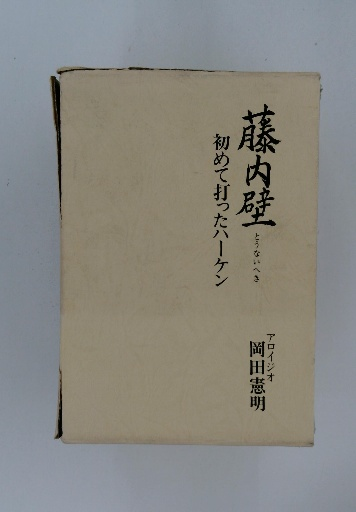 藤内壁
とうないへき
初めて打ったハーケン
アロイジオ
岡田憲明